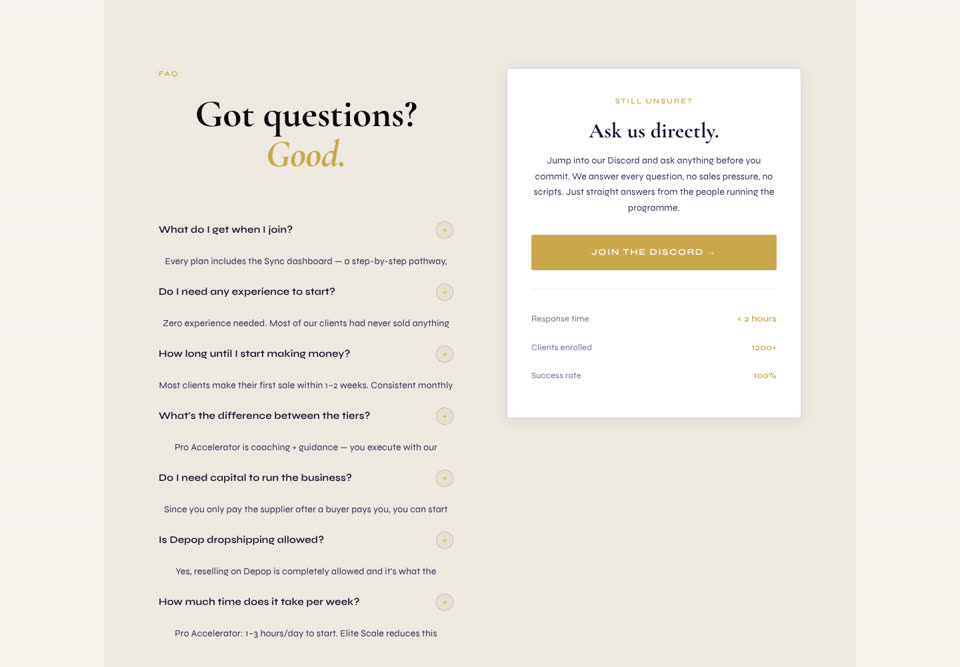 FAQ
Got questions?
Good.
What do I get when I join?
+
Every plan includes the Sync dashboard — a step-by-step pathway,
Do I need any experience to start?
+
Zero experience needed. Most of our clients had never sold anything
How long until I start making money?
+
Most clients make their first sale within 1–2 weeks. Consistent monthly
What's the difference between the tiers?
+
Pro Accelerator is coaching + guidance — you execute with our
Do I need capital to run the business?
+
Since you only pay the supplier after a buyer pays you, you can start
Is Depop dropshipping allowed?
+
Yes, reselling on Depop is completely allowed and it's what the
How much time does it take per week?
+
Pro Accelerator: 1–3 hours/day to start. Elite Scale reduces this
STILL UNSURE?
Ask us directly.
Jump into our Discord and ask anything before you
commit. We answer every question, no sales pressure, no
scripts. Just straight answers from the people running the
programme.
JOIN THE DISCORD →
Response time
< 2 hours
Clients enrolled
1200+
Success rate
100%